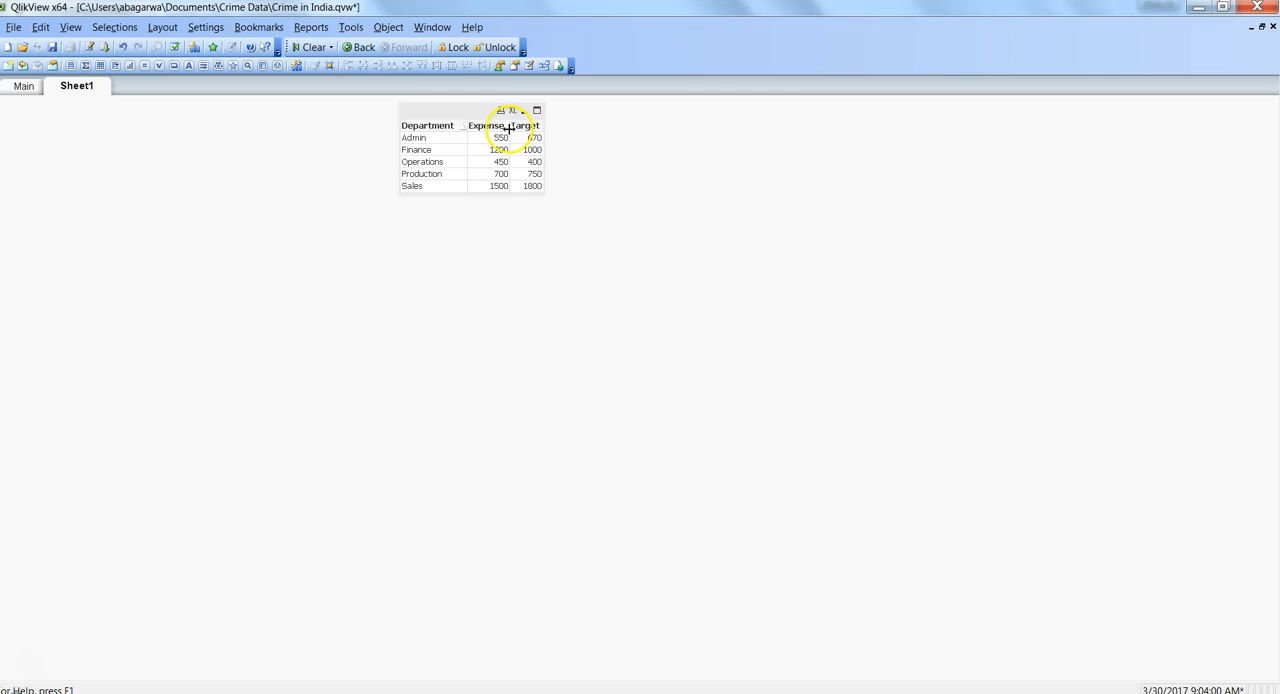 QlikView x64 - [C:\Users\abagarwa\Documents\Crime Data\Crime in India.qvw*]
File Edit View Selections Layout Settings Bookmarks Reports Tools Object Window Help
Clear Back Forward Lock Unlock
Main Sheet1
XL
Department Expense Target
Admin 550 670
Finance 1200 1000
Operations 450 400
Production 700 750
Sales 1500 1800
or Help, press F1 3/30/2017 9:04:00 AM*